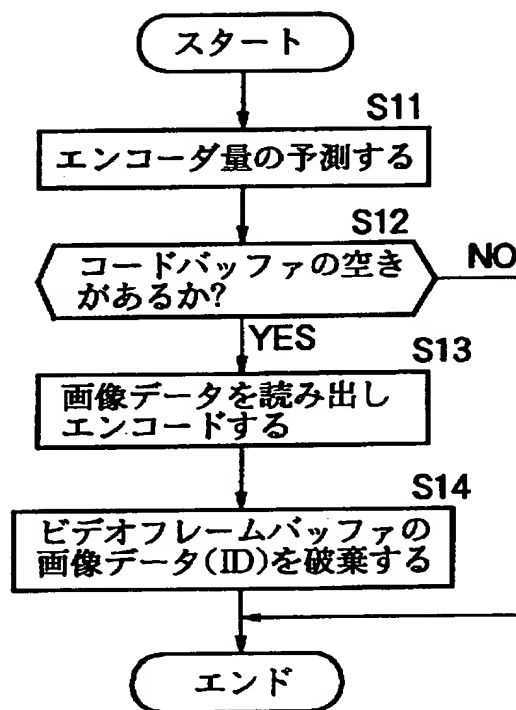 スタート
S11
エンコーダ量の予測する
S12
コードバッファの空き
があるか?
NO
YES
S13
画像データを読み出し
エンコードする
S14
ビデオフレームバッファの
画像データ(ID)を破棄する
エンド